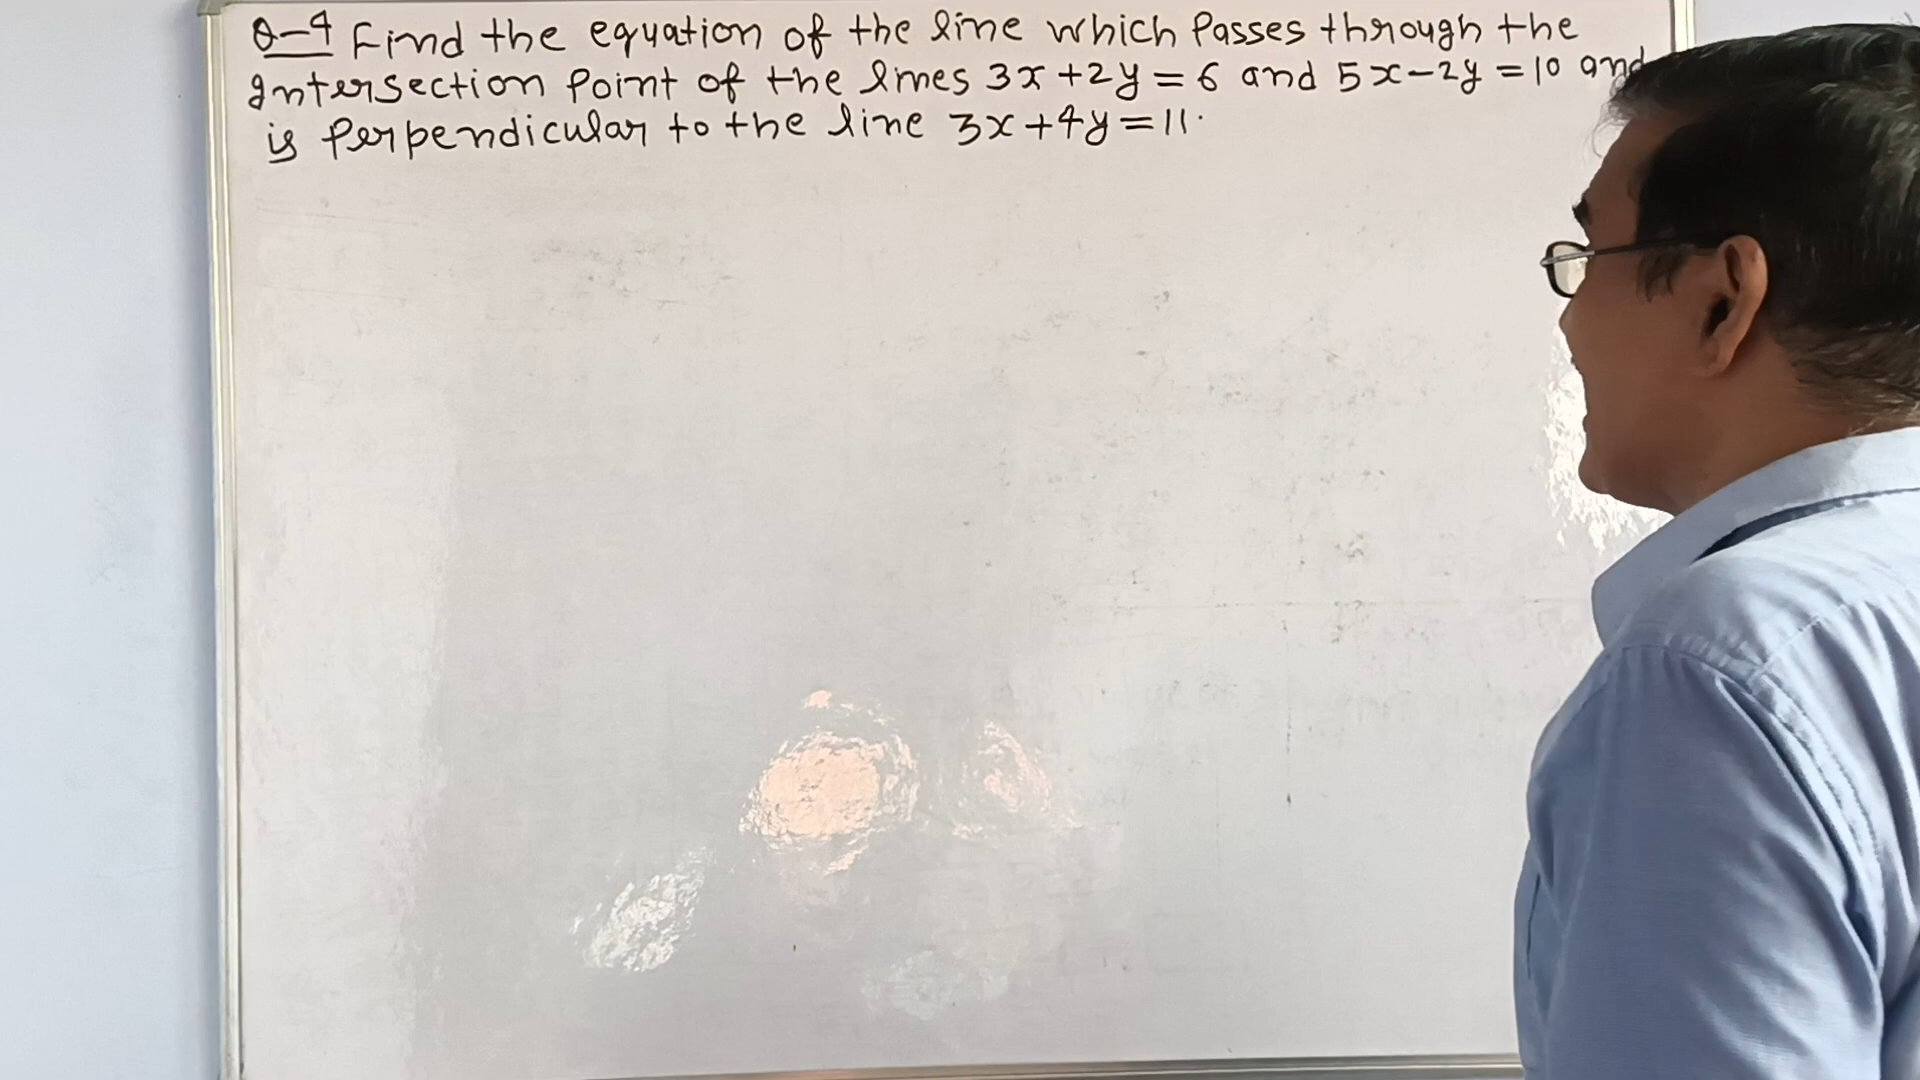 Q-4 Find the equation of the line which Passes through the
Intersection Point of the lines 3x+2y=6 and 5x-2y=10 and
is Perpendicular to the line 3x+4y=11.